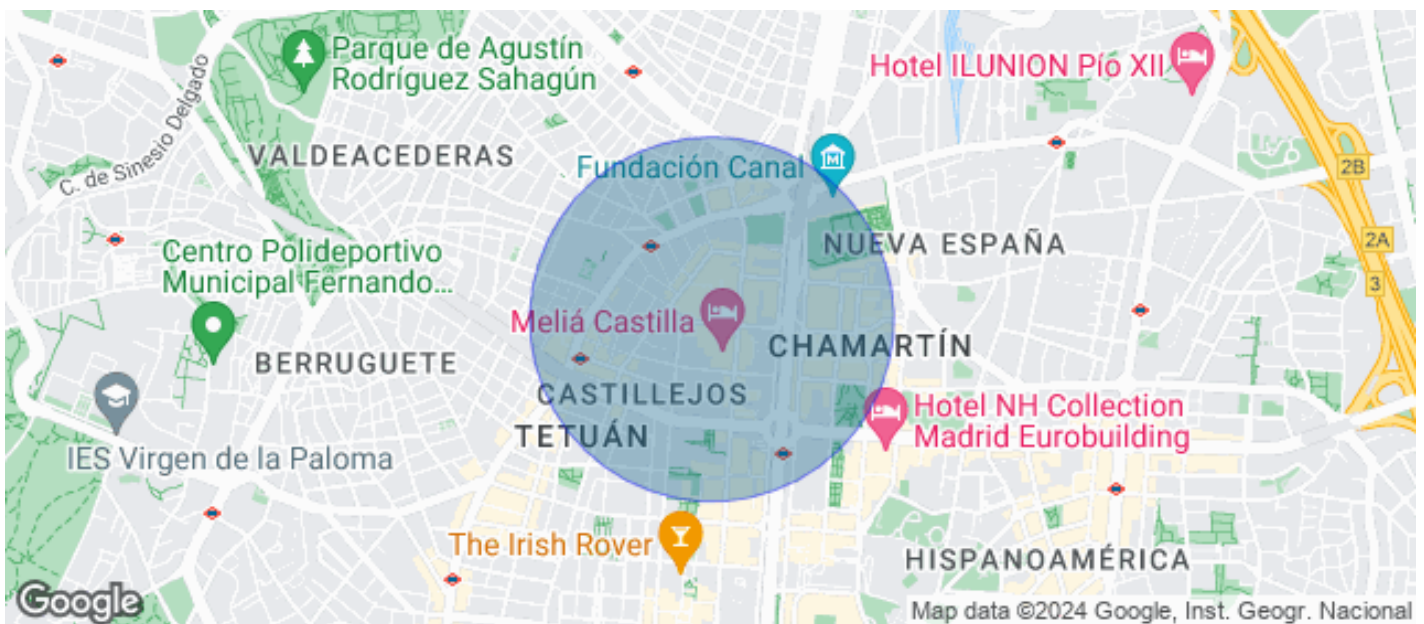 Parque de Agustín
Rodríguez Sahagún
Hotel ILUNION Pío XII
C. de Sinesio Delgado
VALDEACEDERAS
Fundación Canal
M
2B
Centro Polideportivo
Municipal Fernando...
NUEVA ESPAÑA
2A
3
Meliá Castilla
CHAMARTÍN
BERRUGUETE
CASTILLEJOS
Hotel NH Collection
Madrid Eurobuilding
TETUÁN
IES Virgen de la Paloma
The Irish Rover
HISPANOAMÉRICA
Google
Map data ©2024 Google, Inst. Geogr. Nacional